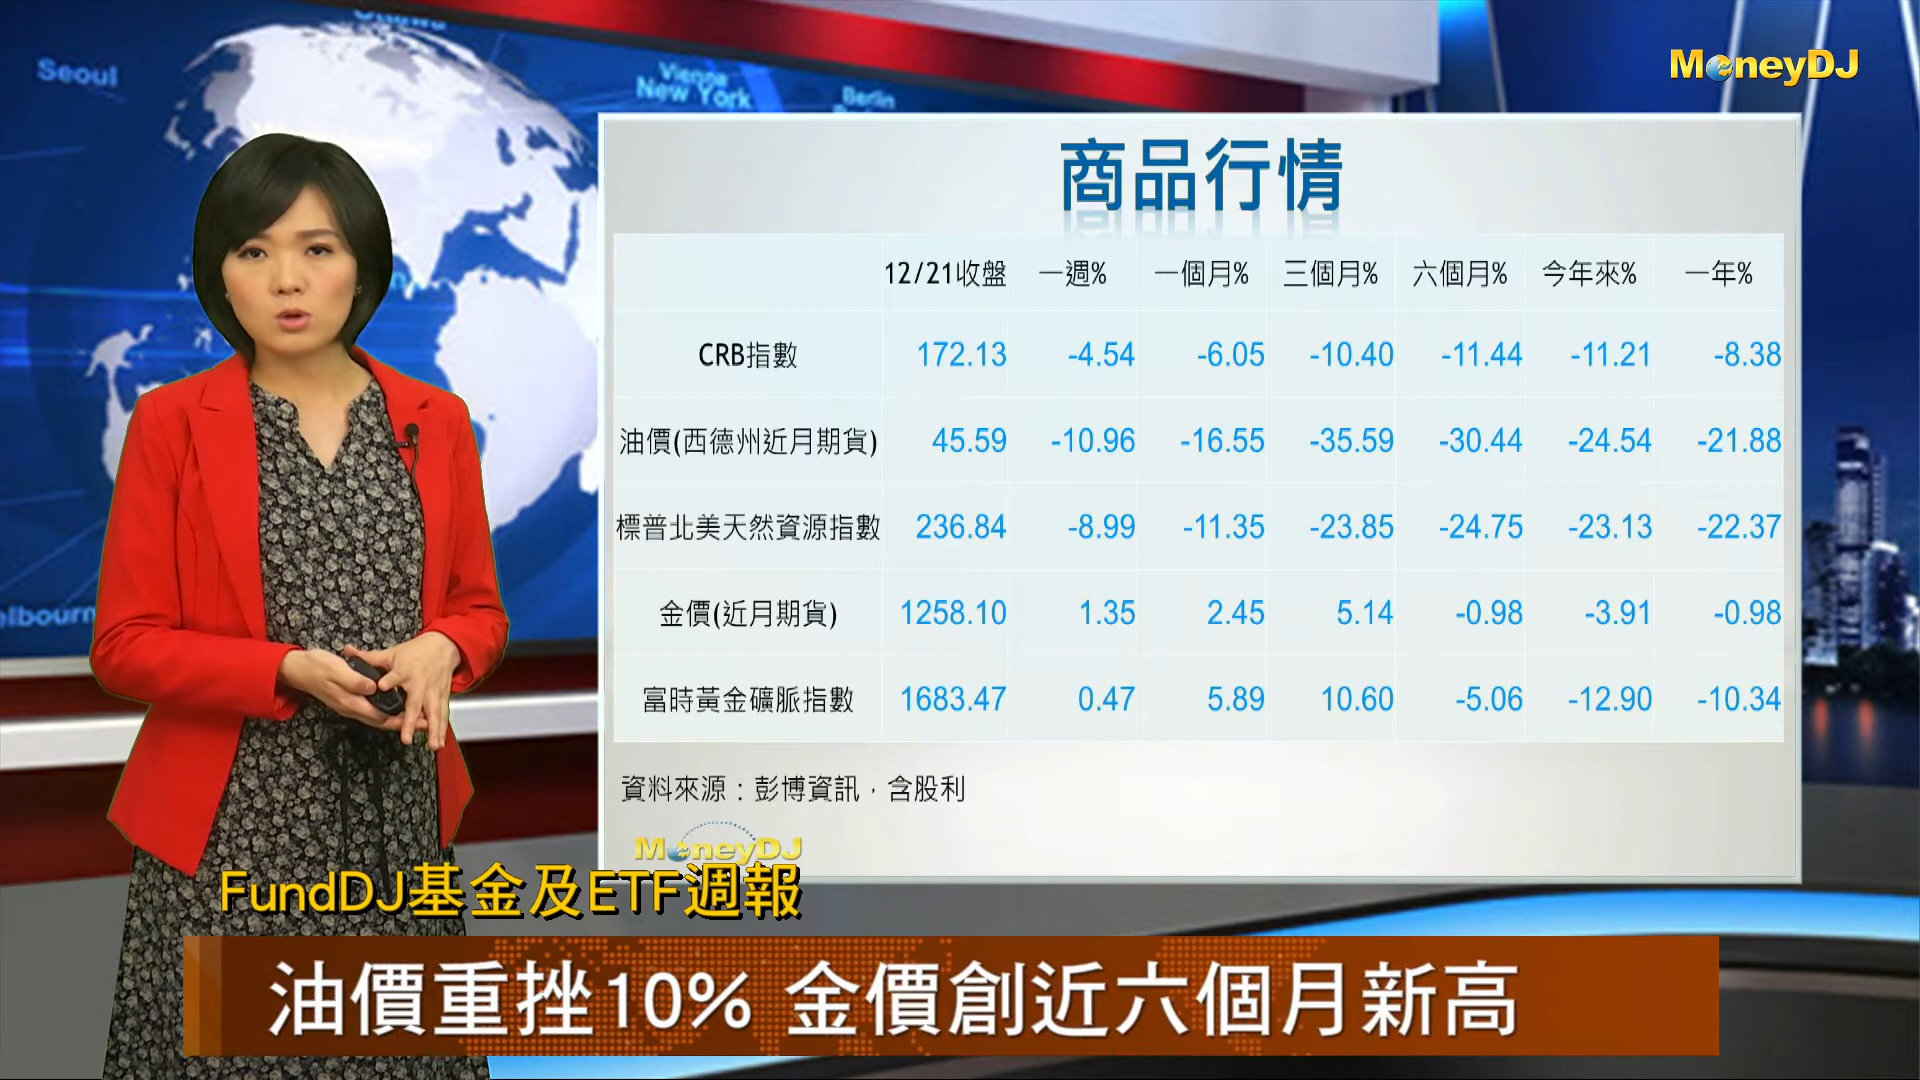 Seoul
Vienna
New York
Berlin
MoneyDJ
商品行情
12/21收盤 一週% 一個月% 三個月% 六個月% 今年來% 一年%
CRB指數 172.13 -4.54 -6.05 -10.40 -11.44 -11.21 -8.38
油價(西德州近月期貨) 45.59 -10.96 -16.55 -35.59 -30.44 -24.54 -21.88
標普北美天然資源指數 236.84 -8.99 -11.35 -23.85 -24.75 -23.13 -22.37
金價(近月期貨) 1258.10 1.35 2.45 5.14 -0.98 -3.91 -0.98
富時黃金礦脈指數 1683.47 0.47 5.89 10.60 -5.06 -12.90 -10.34
資料來源：彭博資訊，含股利
MoneyDJ
elbourn
FundDJ基金及ETF週報
油價重挫10% 金價創近六個月新高